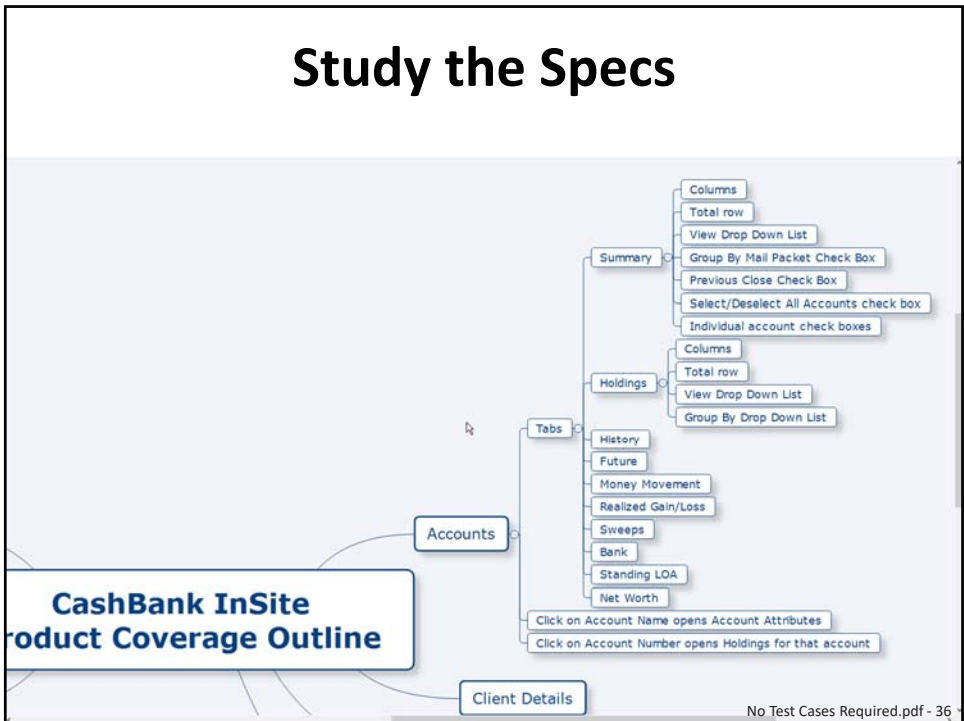 Study the Specs
Columns
Total row
View Drop Down List
Summary
Group By Mail Packet Check Box
Previous Close Check Box
Select/Deselect All Accounts check box
Individual account check boxes
Columns
Total row
Holdings
View Drop Down List
Group By Drop Down List
Tabs
History
Future
Money Movement
Realized Gain/Loss
Sweeps
Bank
Standing LOA
Net Worth
Accounts
Click on Account Name opens Account Attributes
Click on Account Number opens Holdings for that account
CashBank InSite
roduct Coverage Outline
Client Details
No Test Cases Required.pdf - 36